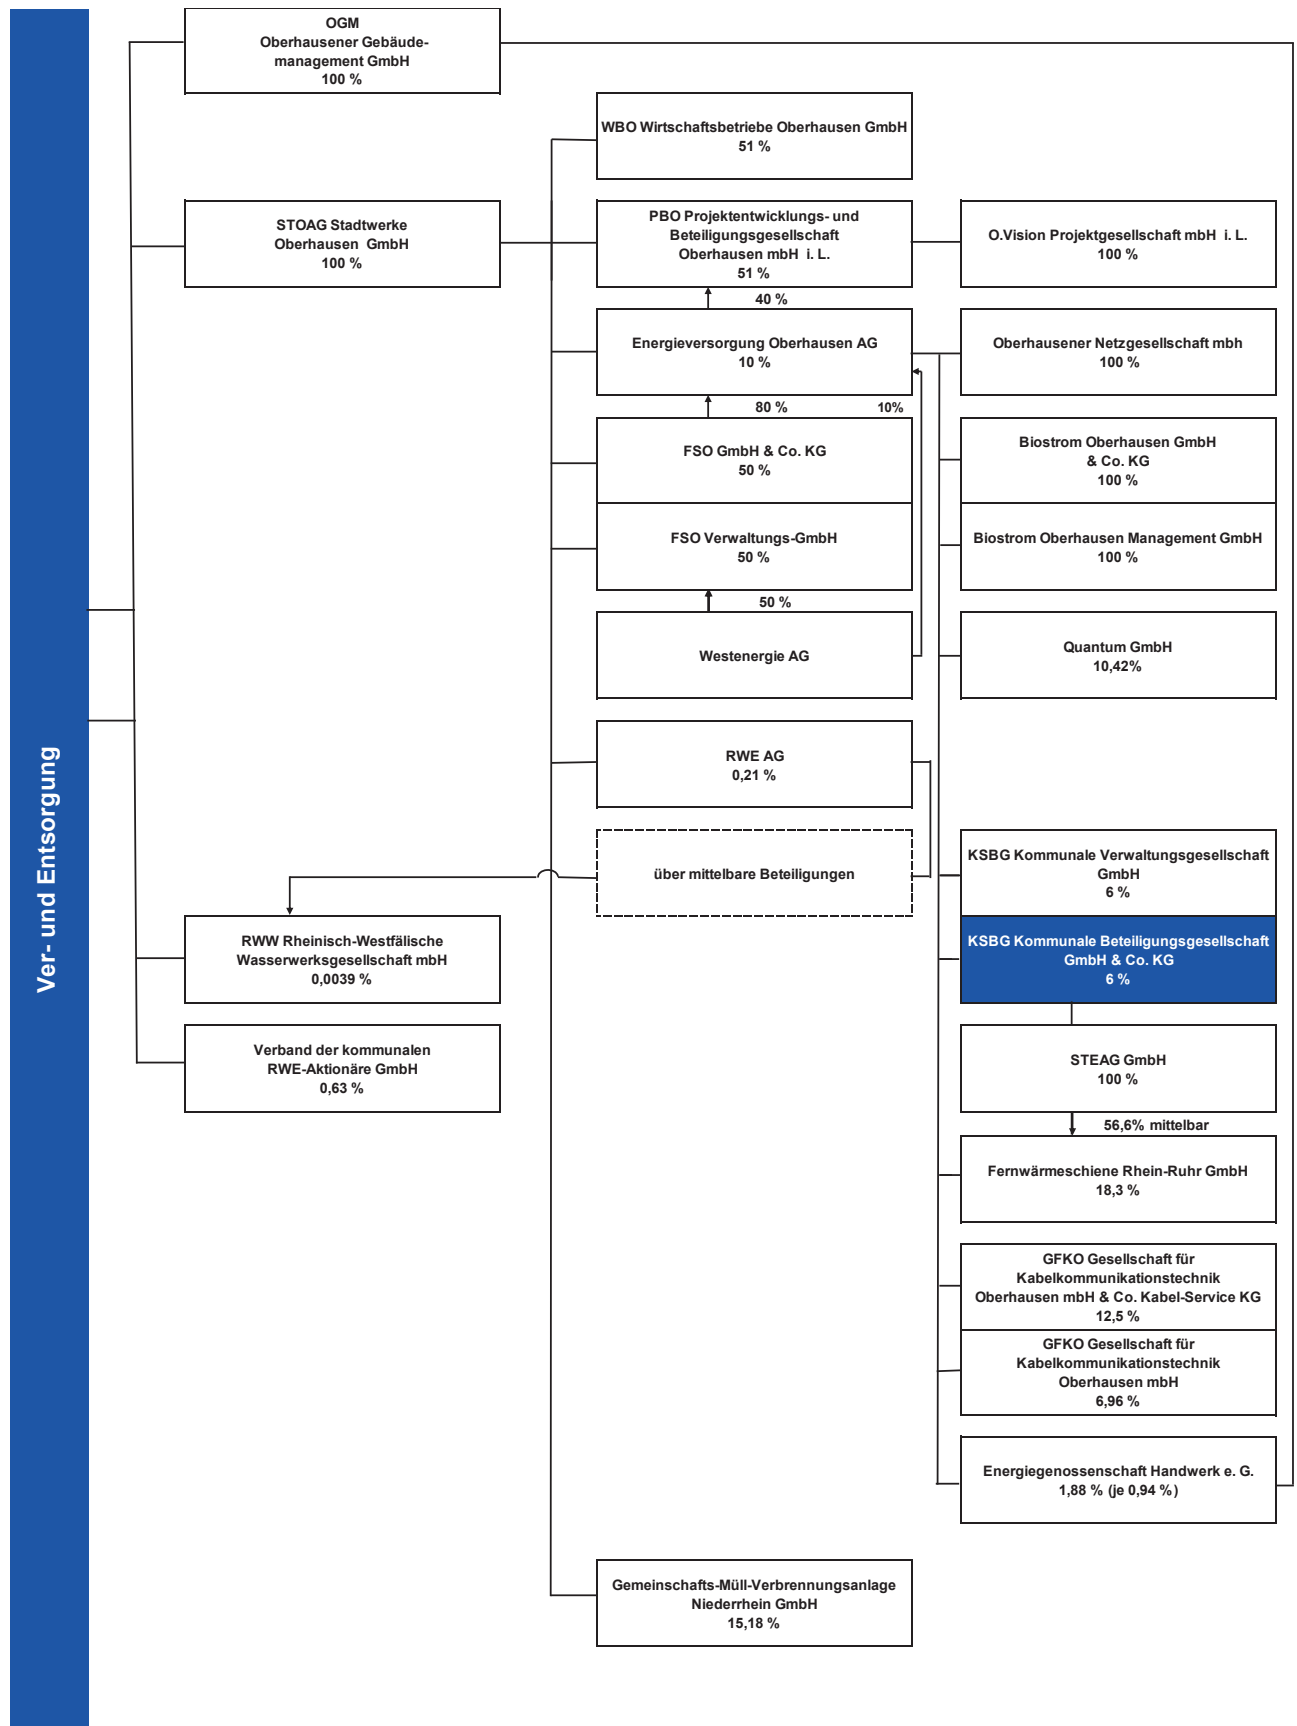 Ver- und Entsorgung
OGM
Oberhausener Gebäude-
management GmbH
100 %
STOAG Stadtwerke
Oberhausen GmbH
100 %
RWW Rheinisch-Westfälische
Wasserwerksgesellschaft mbH
0,0039 %
Verband der kommunalen
RWE-Aktionäre GmbH
0,63 %
WBO Wirtschaftsbetriebe Oberhausen GmbH
51 %
PBO Projektentwicklungs- und
Beteiligungsgesellschaft
Oberhausen mbH i. L.
51 %
40 %
Energieversorgung Oberhausen AG
10 %
80 %
10%
FSO GmbH & Co. KG
50 %
FSO Verwaltungs-GmbH
50 %
50 %
Westenergie AG
RWE AG
0,21 %
über mittelbare Beteiligungen
Gemeinschafts-Müll-Verbrennungsanlage
Niederrhein GmbH
15,18 %
O.Vision Projektgesellschaft mbH i. L.
100 %
Oberhausener Netzgesellschaft mbh
100 %
Biostrom Oberhausen GmbH
& Co. KG
100 %
Biostrom Oberhausen Management GmbH
100 %
Quantum GmbH
10,42%
KSBG Kommunale Verwaltungsgesellschaft
GmbH
6 %
KSBG Kommunale Beteiligungsgesellschaft
GmbH & Co. KG
6 %
STEAG GmbH
100 %
56,6% mittelbar
Fernwärmeschiene Rhein-Ruhr GmbH
18,3 %
GFKO Gesellschaft für
Kabelkommunikationstechnik
Oberhausen mbH & Co. Kabel-Service KG
12,5 %
GFKO Gesellschaft für
Kabelkommunikationstechnik
Oberhausen mbH
6,96 %
Energiegenossenschaft Handwerk e. G.
1,88 % (je 0,94 %)